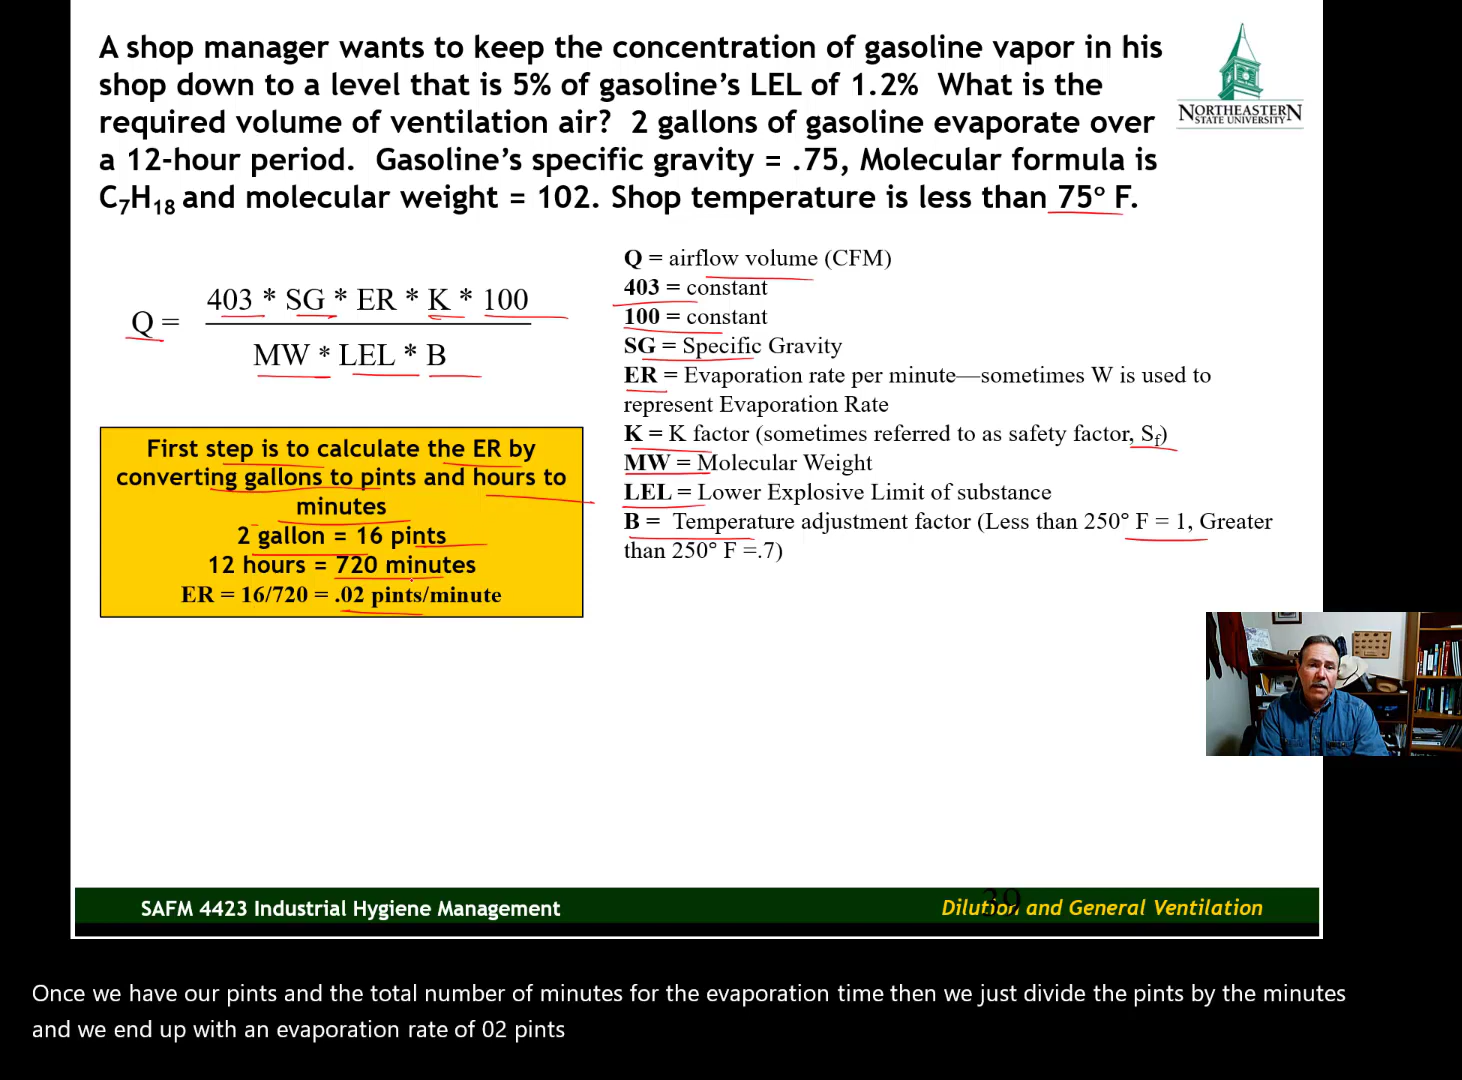 A shop manager wants to keep the concentration of gasoline vapor in his
shop down to a level that is 5% of gasoline’s LEL of 1.2%  What is the
required volume of ventilation air?  2 gallons of gasoline evaporate over
a 12-hour period.  Gasoline’s specific gravity = .75, Molecular formula is
C₇H₁₈ and molecular weight = 102. Shop temperature is less than 75° F.
NORTHEASTERN
STATE UNIVERSITY
Q = 403 * SG * ER * K * 100
MW * LEL * B
Q = airflow volume (CFM)
403 = constant
100 = constant
SG = Specific Gravity
ER = Evaporation rate per minute—sometimes W is used to
represent Evaporation Rate
K = K factor (sometimes referred to as safety factor, Sf)
MW = Molecular Weight
LEL = Lower Explosive Limit of substance
B =  Temperature adjustment factor (Less than 250° F = 1, Greater
than 250° F =.7)
First step is to calculate the ER by
converting gallons to pints and hours to
minutes
2 gallon = 16 pints
12 hours = 720 minutes
ER = 16/720 = .02 pints/minute
SAFM 4423 Industrial Hygiene Management
39
Dilution and General Ventilation
Once we have our pints and the total number of minutes for the evaporation time then we just divide the pints by the minutes
and we end up with an evaporation rate of 02 pints